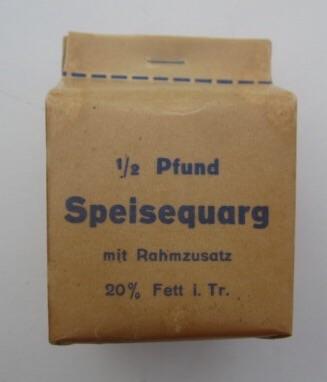 1/2 Pfund
Speisequarg
mit Rahmzusatz
20% Fett i. Tr.